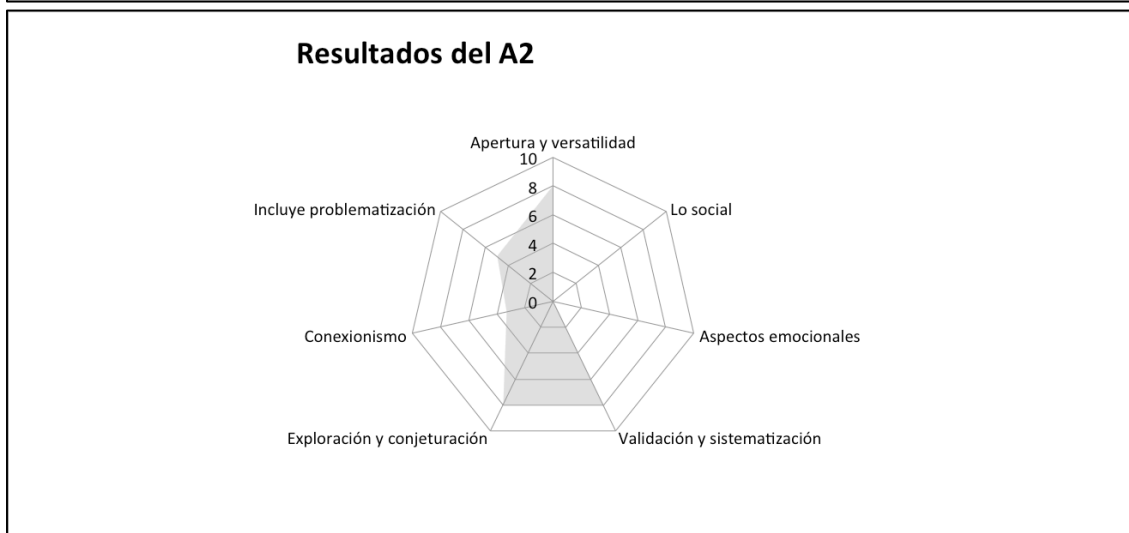 Resultados del A2
Apertura y versatilidad
10
8
6
4
2
0
Lo social
Aspectos emocionales
Validación y sistematización
Exploración y conjeturación
Conexionismo
Incluye problematización